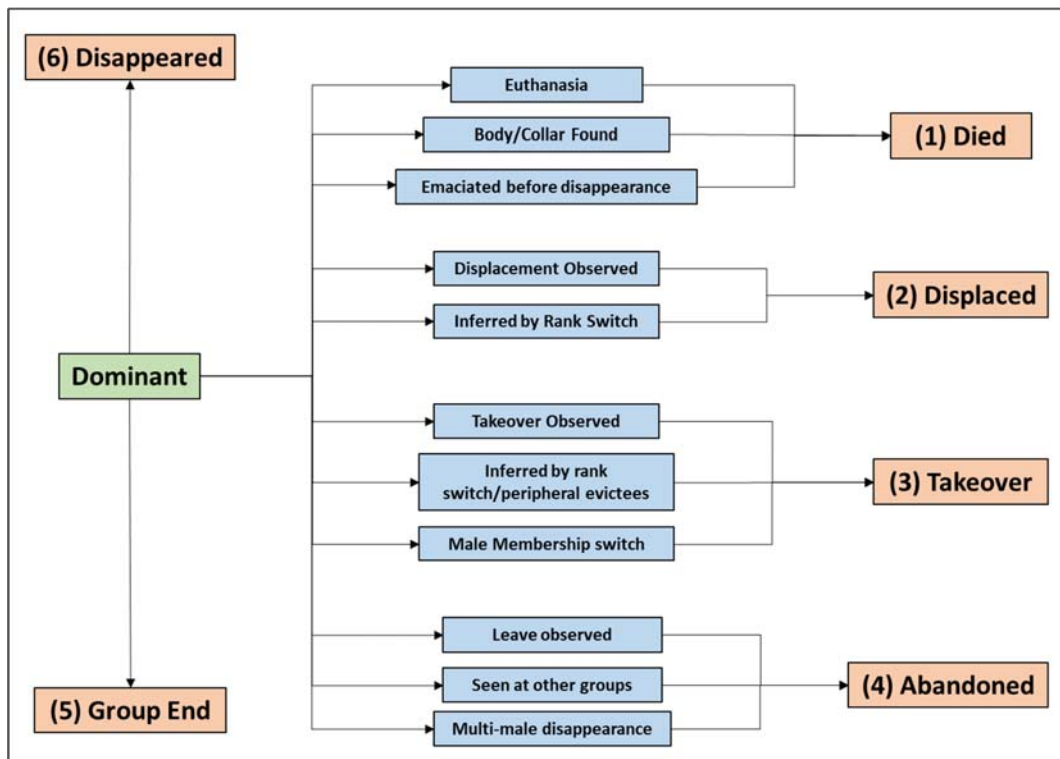 (6) Disappeared
Euthanasia
Body/Collar Found
(1) Died
Emaciated before disappearance
Displacement Observed
(2) Displaced
Inferred by Rank Switch
Dominant
Takeover Observed
Inferred by rank
switch/peripheral evictees
(3) Takeover
Male Membership switch
Leave observed
Seen at other groups
(4) Abandoned
(5) Group End
Multi-male disappearance